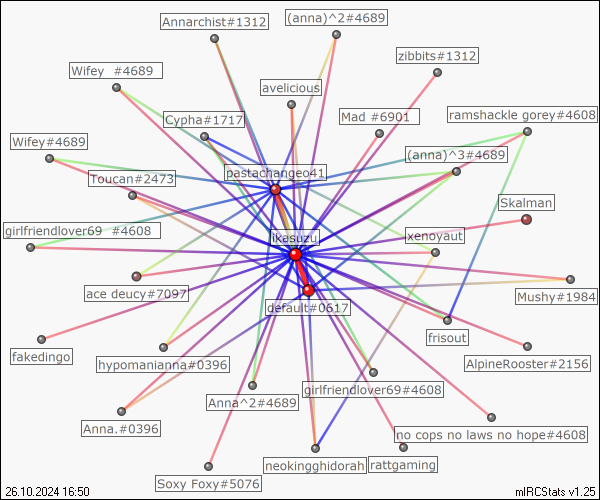 Annarchist#1312
(anna)^2#4689
zibbits#1312
Wifey  #4689
avelicious
Cypha#1717
Mad #6901
ramshackle gorey#4608
Wifey#4689
(anna)^3#4689
Toucan#2473
pastachangeo41
Skalman
girlfriendlover69  #4608
ikasuzu
xenoyaut
ace deucy#7097
Mushy#1984
default#0617
frisout
fakedingo
hypomanianna#0396
AlpineRooster#2156
girlfriendlover69#4608
Anna^2#4689
Anna.#0396
no cops no laws no hope#4608
neokingghidorah
rattgaming
Soxy Foxy#5076
26.10.2024 16:50
mIRCStats v1.25